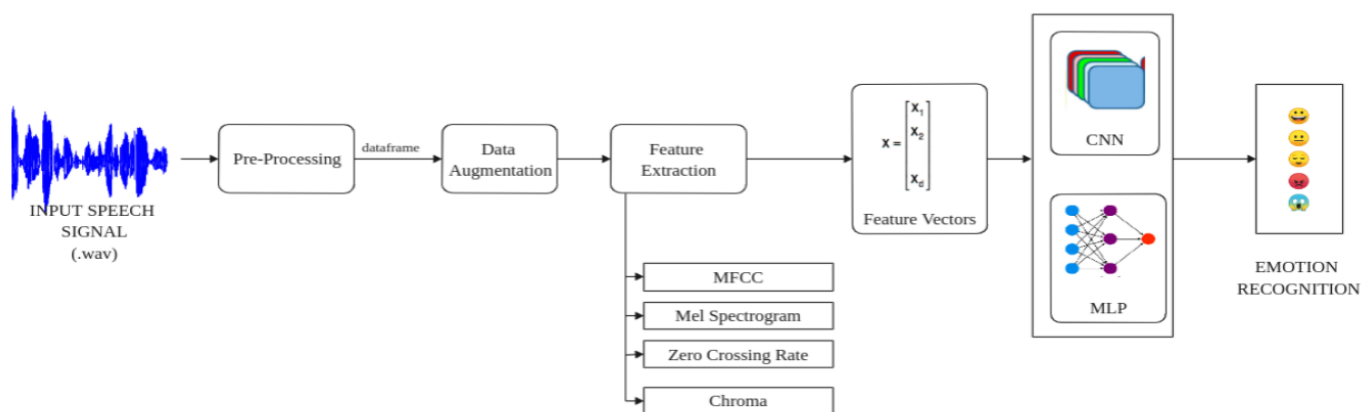 INPUT SPEECH
SIGNAL
(.wav)
Pre-Processing
dataframe
Data
Augmentation
Feature
Extraction
MFCC
Mel Spectrogram
Zero Crossing Rate
Chroma
X₁
X =
X₂
X_d
Feature Vectors
CNN
MLP
EMOTION
RECOGNITION